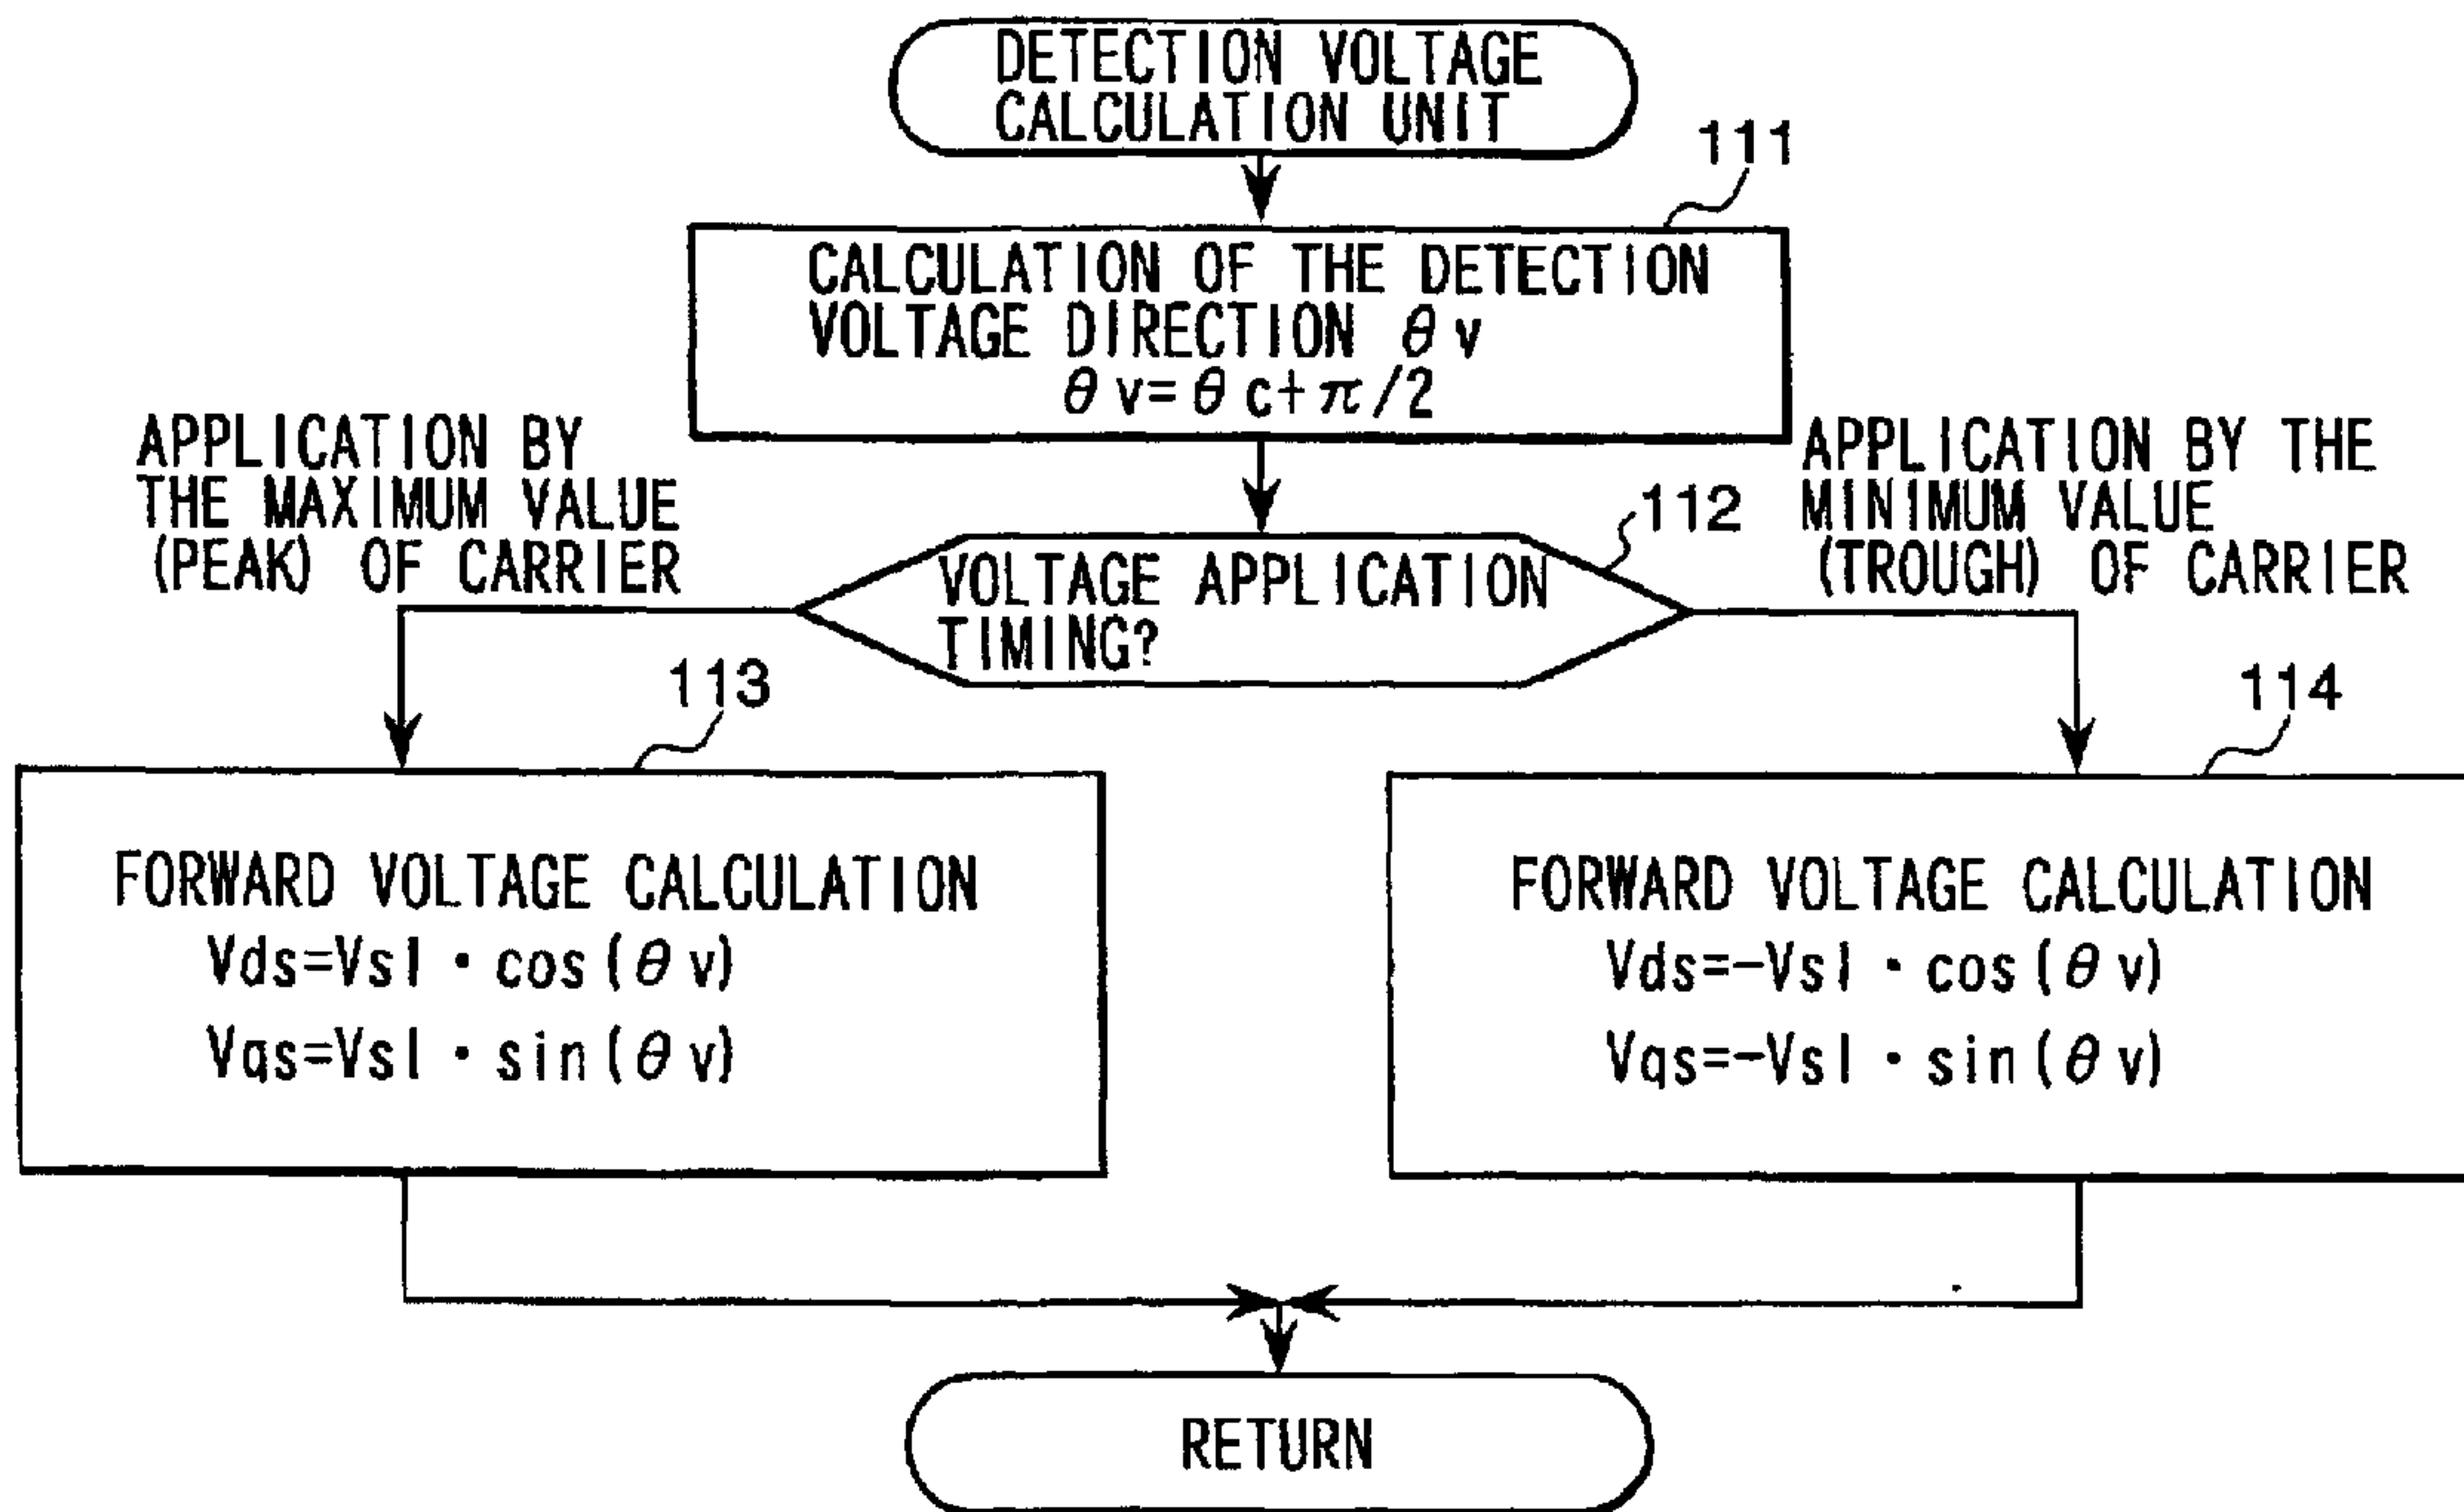 DETECTION VOLTAGE
CALCULATION UNIT
111
CALCULATION OF THE DETECTION
VOLTAGE DIRECTION θv
θv=θc+π/2
APPLICATION BY
THE MAXIMUM VALUE
(PEAK) OF CARRIER
112
VOLTAGE APPLICATION
TIMING?
APPLICATION BY THE
MINIMUM VALUE
(TROUGH) OF CARRIER
113
FORWARD VOLTAGE CALCULATION
Vds=Vsl・cos(θv)
Vqs=Vsl・sin(θv)
114
FORWARD VOLTAGE CALCULATION
Vds=-Vsl・cos(θv)
Vqs=-Vsl・sin(θv)
RETURN